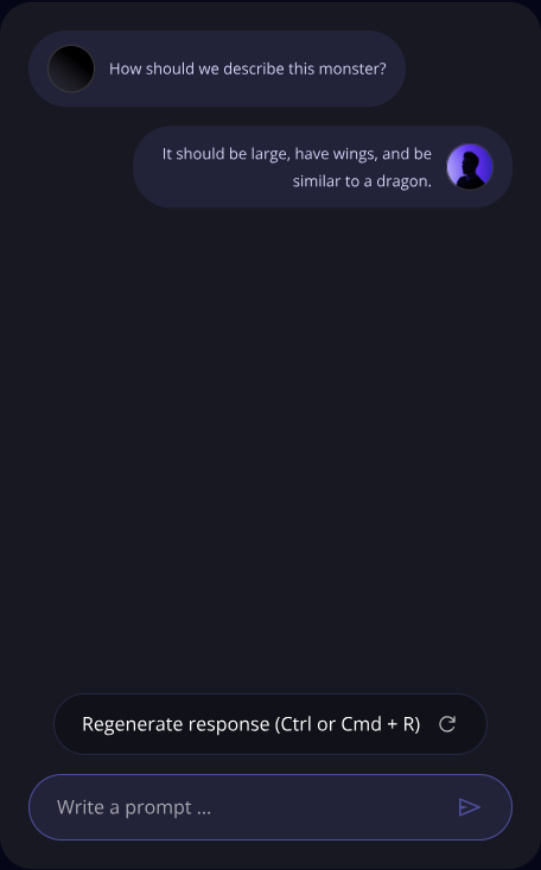 How should we describe this monster?
It should be large, have wings, and be
similar to a dragon.
Regenerate response (Ctrl or Cmd + R)
Write a prompt ...